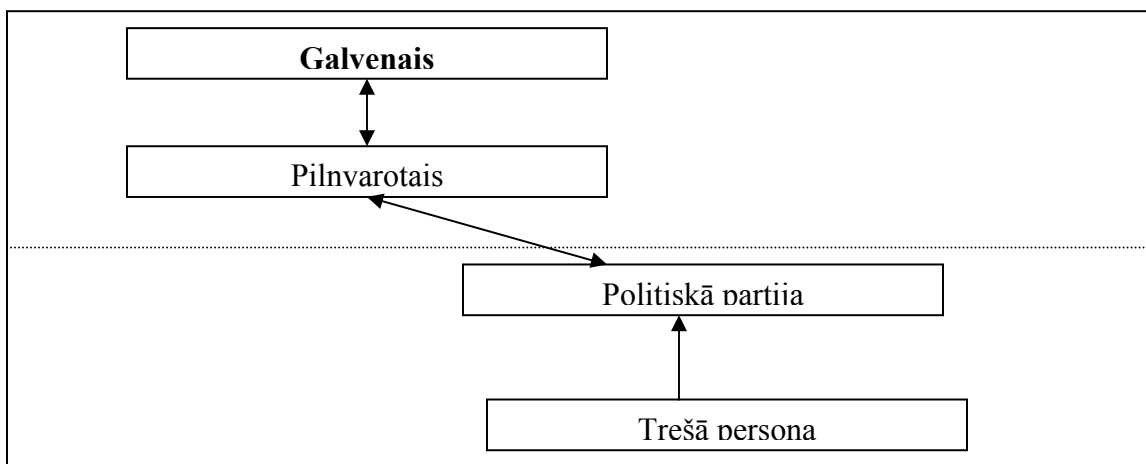 Galvenais
Pilnvarotais
Politiskā partija
Trešā persona